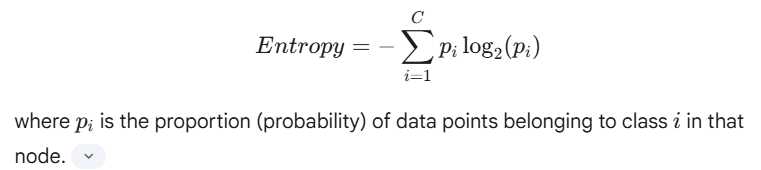 Entropy = − ∑_{i=1}^{C} p_i log_2(p_i)
where p_i is the proportion (probability) of data points belonging to class i in that
node.